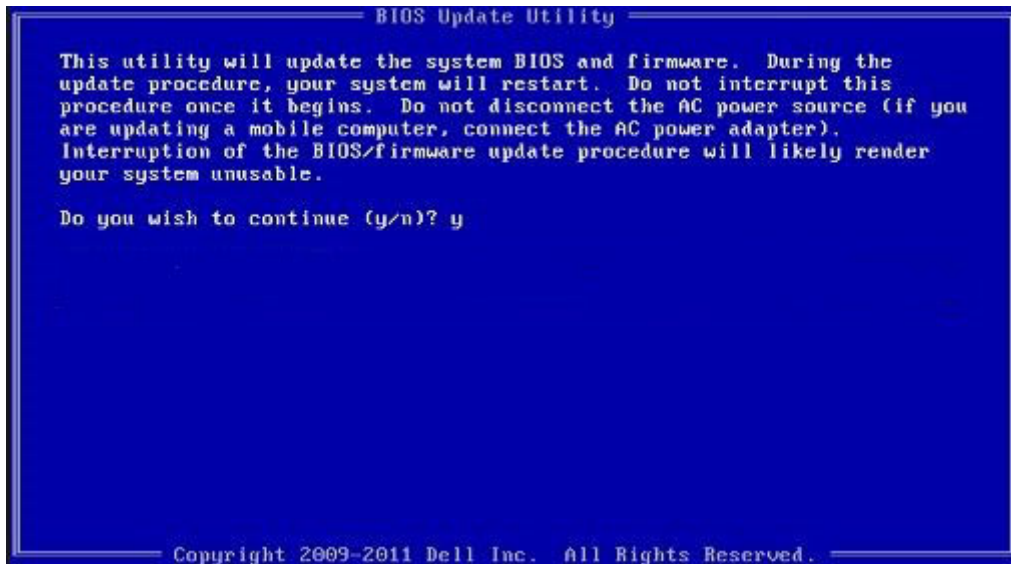 BIOS Update Utility
This utility will update the system BIOS and firmware.  During the
update procedure, your system will restart.  Do not interrupt this
procedure once it begins.  Do not disconnect the AC power source (if you
are updating a mobile computer, connect the AC power adapter).
Interruption of the BIOS/firmware update procedure will likely render
your system unusable.
Do you wish to continue (y/n)? y
Copyright 2009-2011 Dell Inc.  All Rights Reserved.